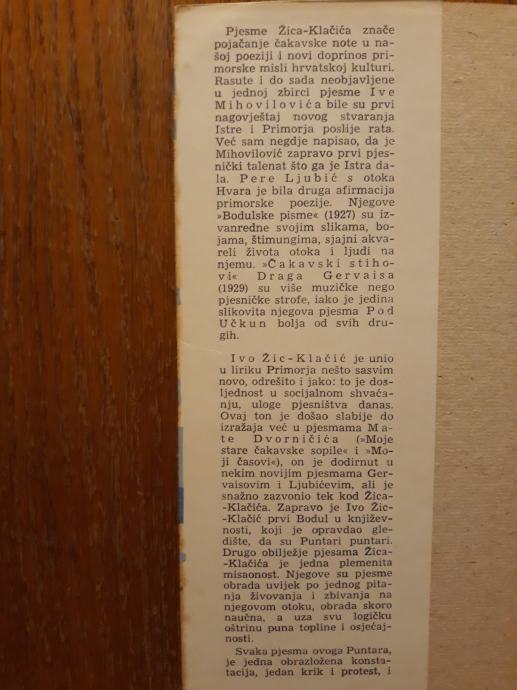 Pjesme Žica-Klačića znače
pojačanje čakavske note u na-
šoj poeziji i novi doprinos pri-
morske misli hrvatskoj kulturi.
Rasute i do sada neobjavljene
u jednoj zbirci pjesme Ive
Mihovilovića bile su prvi
nagovještaj novog stvaranja
Istre i Primorja poslije rata.
Već sam negdje napisao, da je
Mihovilović zapravo prvi pjes-
nički talenat što ga je Istra da-
la. Pere Ljubić s otoka
Hvara je bila druga afirmacija
primorske poezije. Njegove
»Bodulske pisme« (1927) su iz-
vanredne svojim slikama, bo-
jama, štimungima, sjajni akva-
reli života otoka i ljudi na
njemu. »Čakavski stiho-
vi« Draga Gervaisa
(1929) su više muzičke nego
pjesničke strofe, iako je jedina
slikovita njegova pjesma Pod
Učkun bolja od svih dru-
gih.
Ivo Žic-Klačić je unio
u liriku Primorja nešto sasvim
novo, odrešito i jako: to je dos-
ljednost u socijalnom shvaća-
nju, uloge pjesništva danas.
Ovaj ton je došao slabije do
izražaja već u pjesmama Ma-
te Dvorničića (»Moje
stare čakavske sopile« i »Mo-
ji časovi«), on je dodirnut u
nekim novijim pjesmama Ger-
vaisovim i Ljubićevim, ali je
snažno zazvonio tek kod Žica-
-Klačića. Zapravo je Ivo Žic-
-Klačić prvi Bodul u književ-
nosti, koji je opravdao gle-
dište, da su Puntari puntari.
Drugo obilježje pjesama Žica-
-Klačića je jedna plemenita
misaonost. Njegove su pjesme
obrada uvijek po jednog pita-
nja živovanja i zbivanja na
njegovom otoku, obrada skoro
naučna, a uza svu logičku
oštrinu puna topline i osjećaj-
nosti.
Svaka pjesma ovoga Puntara,
je jedna obrazložena konsta-
tacija, jedan krik i protest, i